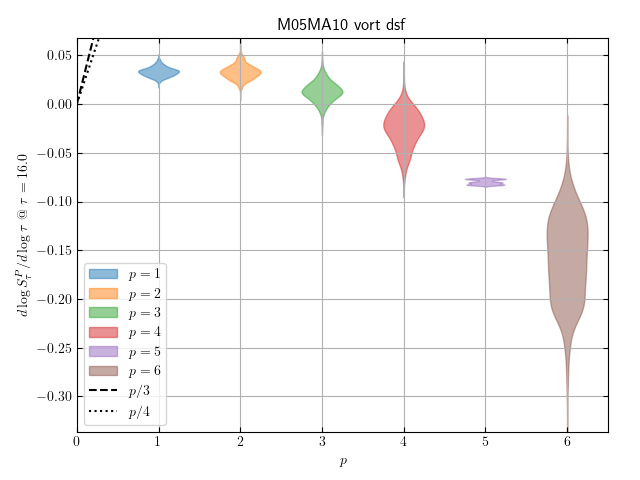 M05MA10 vort dsf
d log S_τ^P / d log τ @ τ = 16.0
0.05
0.00
−0.05
−0.10
−0.15
−0.20
−0.25
−0.30
p = 1
p = 2
p = 3
p = 4
p = 5
p = 6
p/3
p/4
0 1 2 3 4 5 6
p